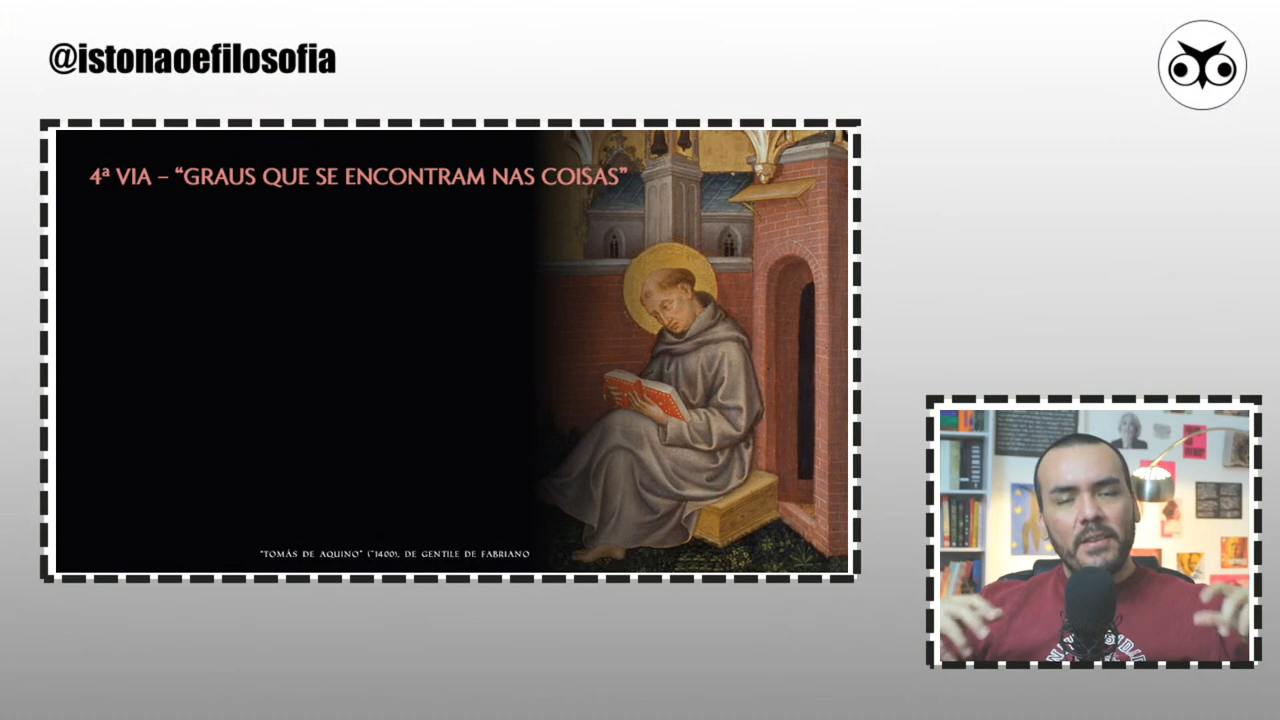 @istonaoefilosofia
4ª VIA – “GRAUS QUE SE ENCONTRAM NAS COISAS”
"TOMÁS DE AQUINO" (~1400), DE GENTILE DE FABRIANO